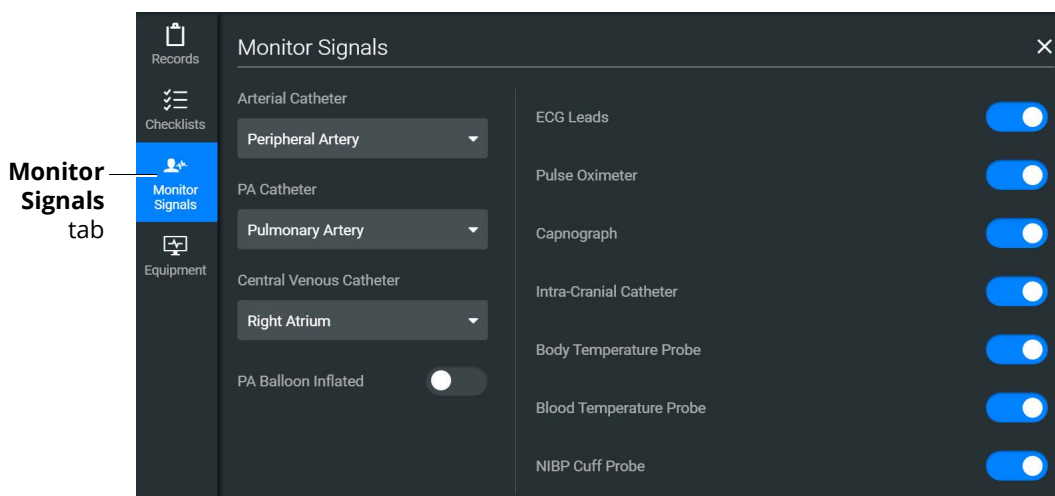 Monitor
Signals
tab
Records
Checklists
Monitor
Signals
Equipment
Monitor Signals
Arterial Catheter
Peripheral Artery
PA Catheter
Pulmonary Artery
Central Venous Catheter
Right Atrium
PA Balloon Inflated
ECG Leads
Pulse Oximeter
Capnograph
Intra-Cranial Catheter
Body Temperature Probe
Blood Temperature Probe
NIBP Cuff Probe